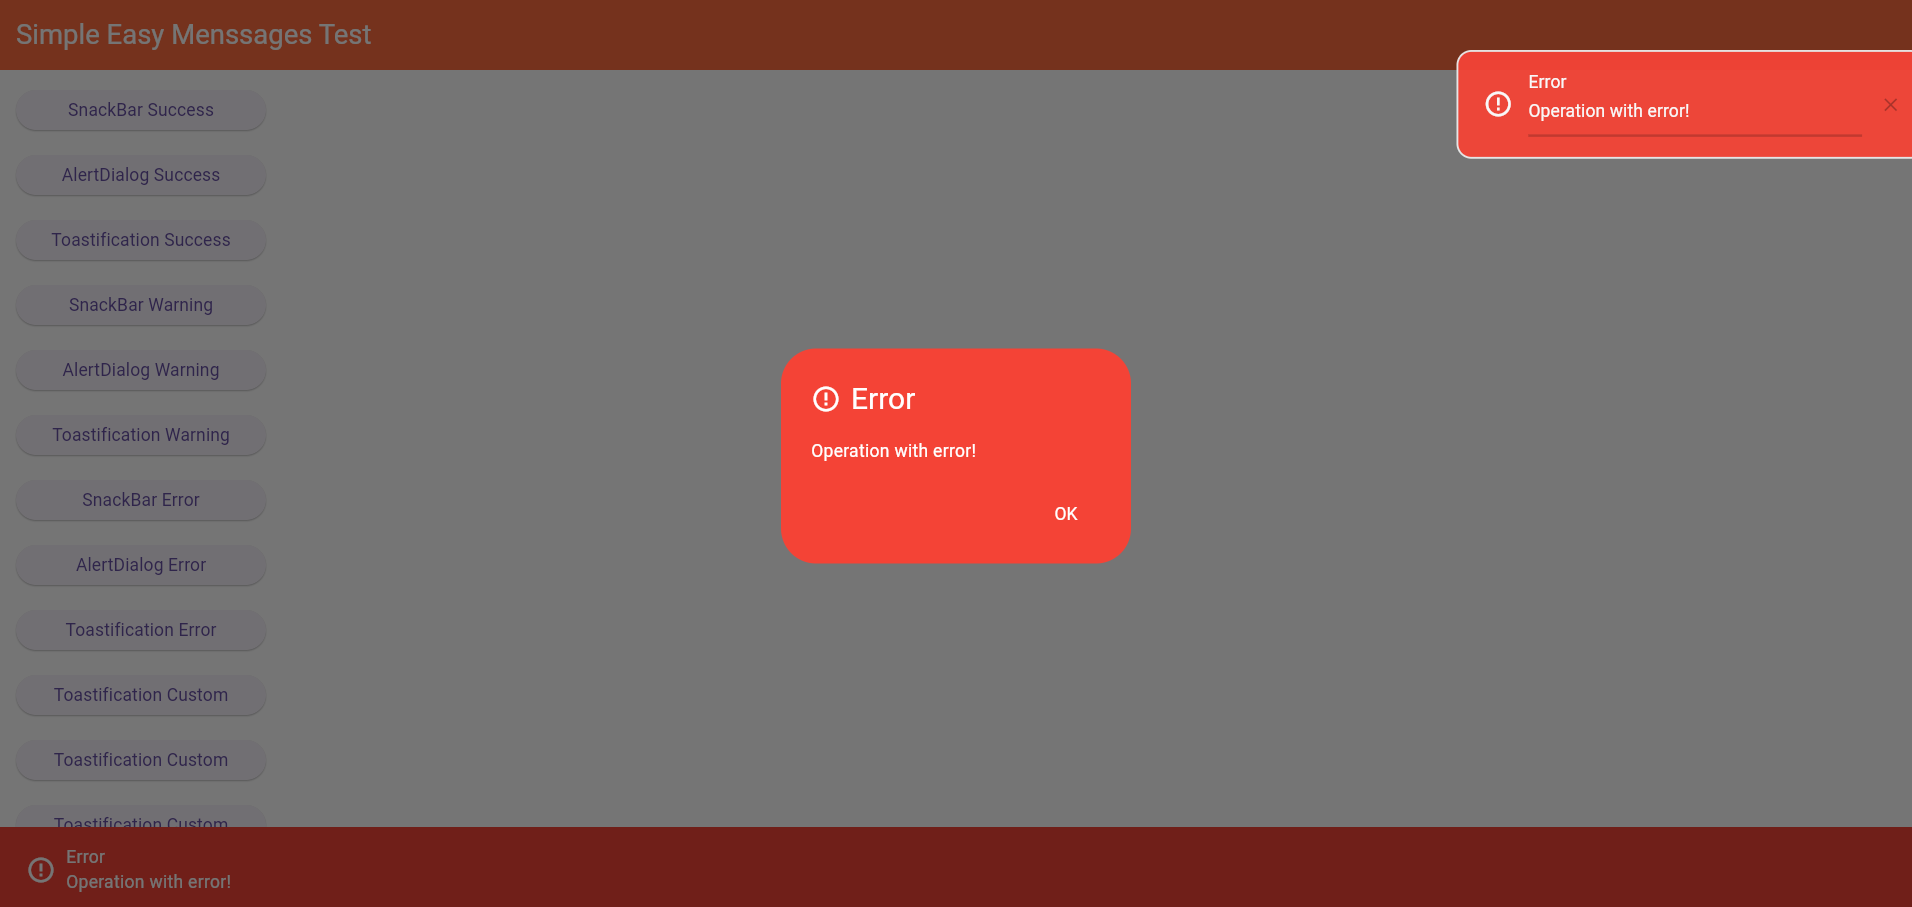 Simple Easy Menssages Test
Error
Operation with error!
SnackBar Success
AlertDialog Success
Toastification Success
SnackBar Warning
AlertDialog Warning
Toastification Warning
SnackBar Error
AlertDialog Error
Toastification Error
Toastification Custom
Toastification Custom
Toastification Custom
Error
Operation with error!
OK
Error
Operation with error!